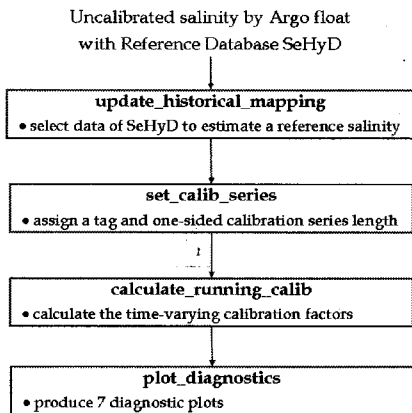 Uncalibrated salinity by Argo float
with Reference Database SeHyD
update_historical_mapping
• select data of SeHyD to estimate a reference salinity
set_calib_series
• assign a tag and one-sided calibration series length
calculate_running_calib
• calculate the time-varying calibration factors
plot_diagnostics
• produce 7 diagnostic plots